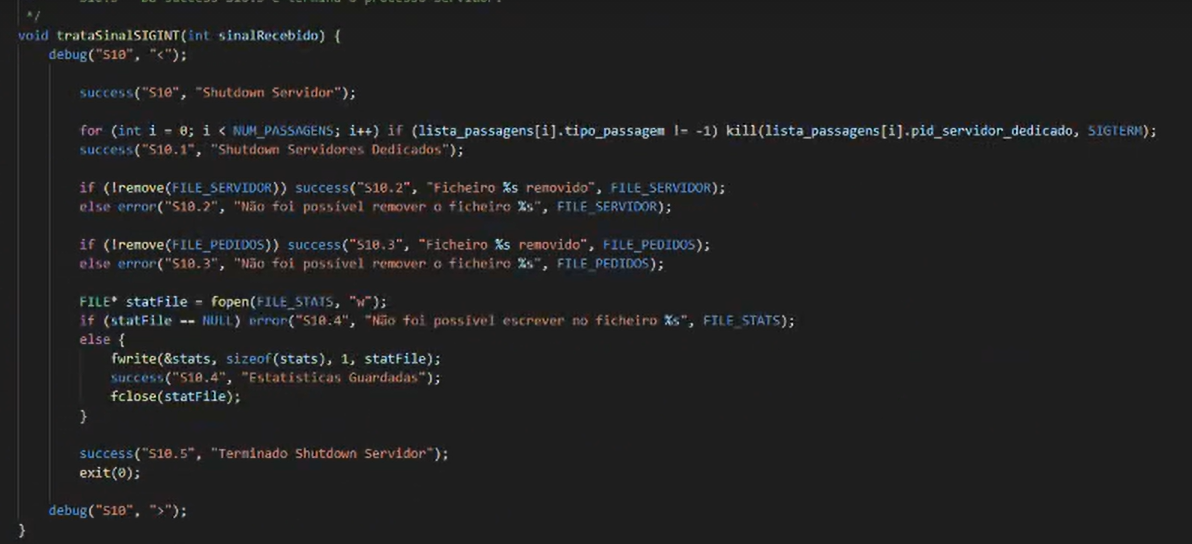 */
void trataSinalSIGINT(int sinalRecebido) {
    debug("S10", "<");
        success("S10", "Shutdown Servidor");
        for (int i = 0; i < NUM_PASSAGENS; i++) if (lista_passagens[i].tipo_passagem != -1) kill(lista_passagens[i].pid_servidor_dedicado, SIGTERM);
        success("S10.1", "Shutdown Servidores Dedicados");
        if (!remove(FILE_SERVIDOR)) success("S10.2", "Ficheiro %s removido", FILE_SERVIDOR);
        else error("S10.2", "Não foi possível remover o ficheiro %s", FILE_SERVIDOR);
        if (!remove(FILE_PEDIDOS)) success("S10.3", "Ficheiro %s removido", FILE_PEDIDOS);
        else error("S10.3", "Não foi possível remover o ficheiro %s", FILE_PEDIDOS);
        FILE* statFile = fopen(FILE_STATS, "w");
        if (statFile == NULL) error("S10.4", "Não foi possível escrever no ficheiro %s", FILE_STATS);
        else {
            fwrite(&stats, sizeof(stats), 1, statFile);
            success("S10.4", "Estatísticas Guardadas");
            fclose(statFile);
        }
        success("S10.5", "Terminado Shutdown Servidor");
        exit(0);
    debug("S10", ">");
}